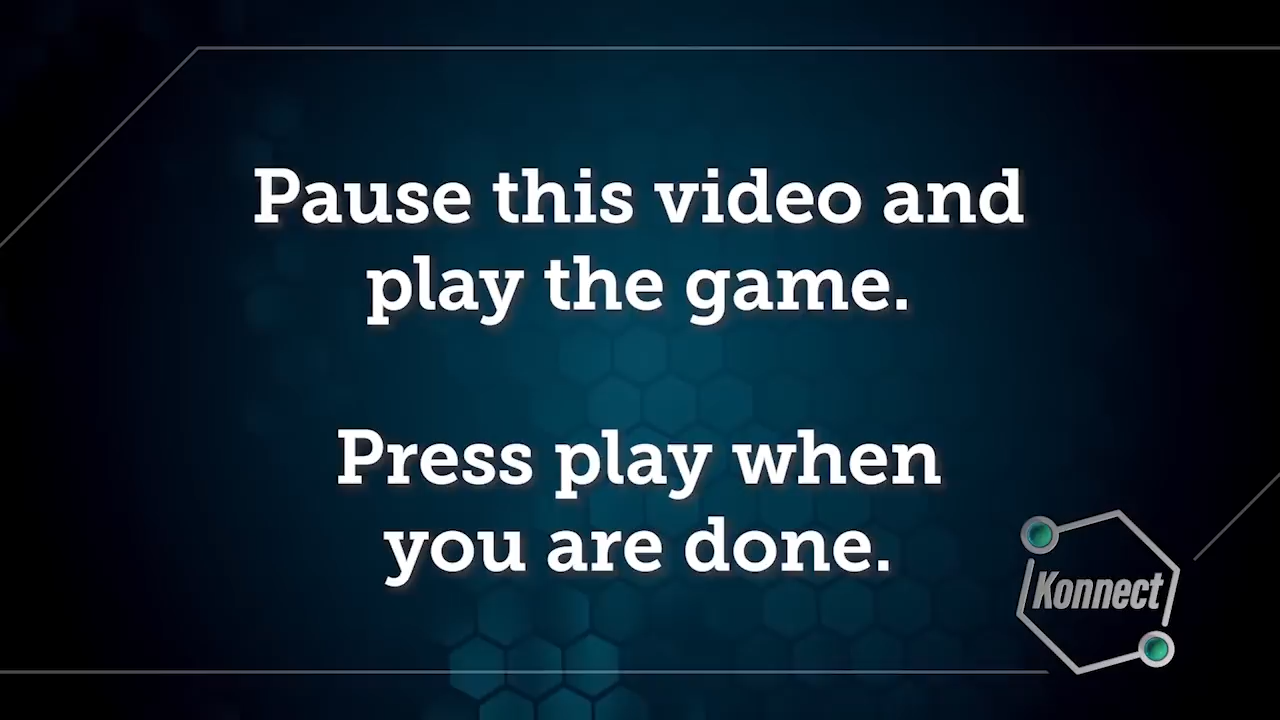 Pause this video and
play the game.
Press play when
you are done.
Konnect